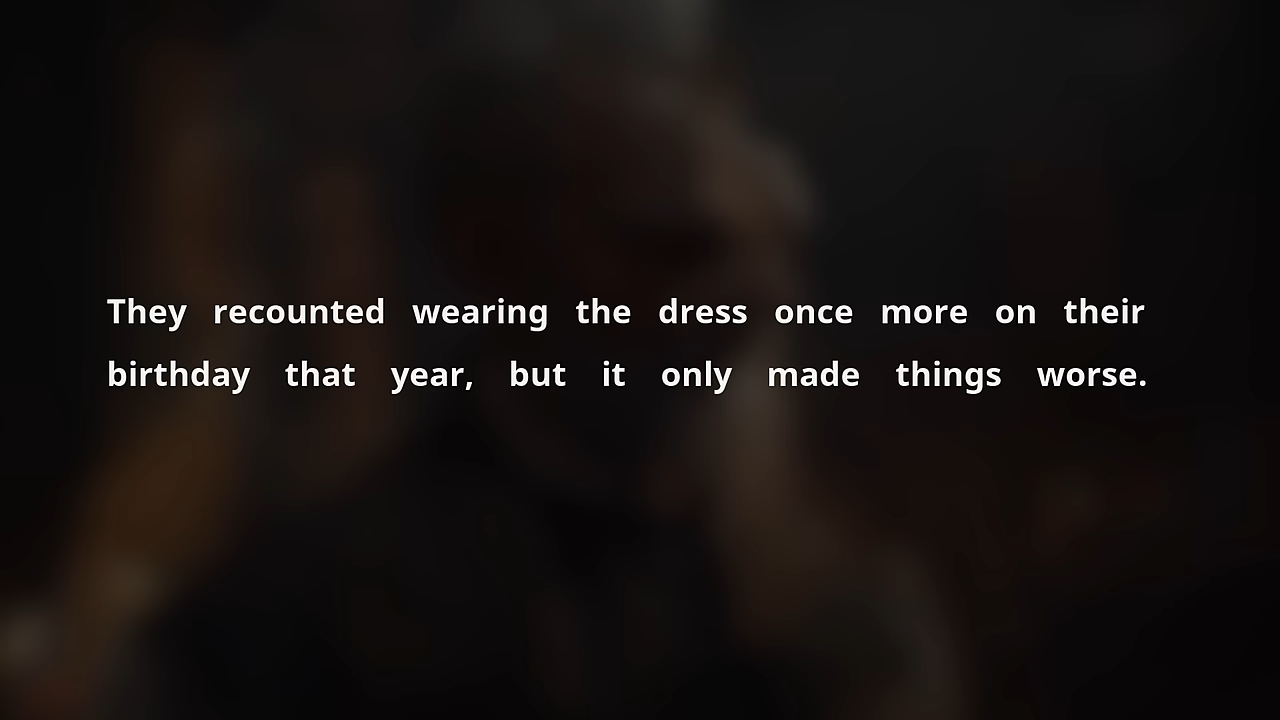 They recounted wearing the dress once more on their
birthday that year, but it only made things worse.